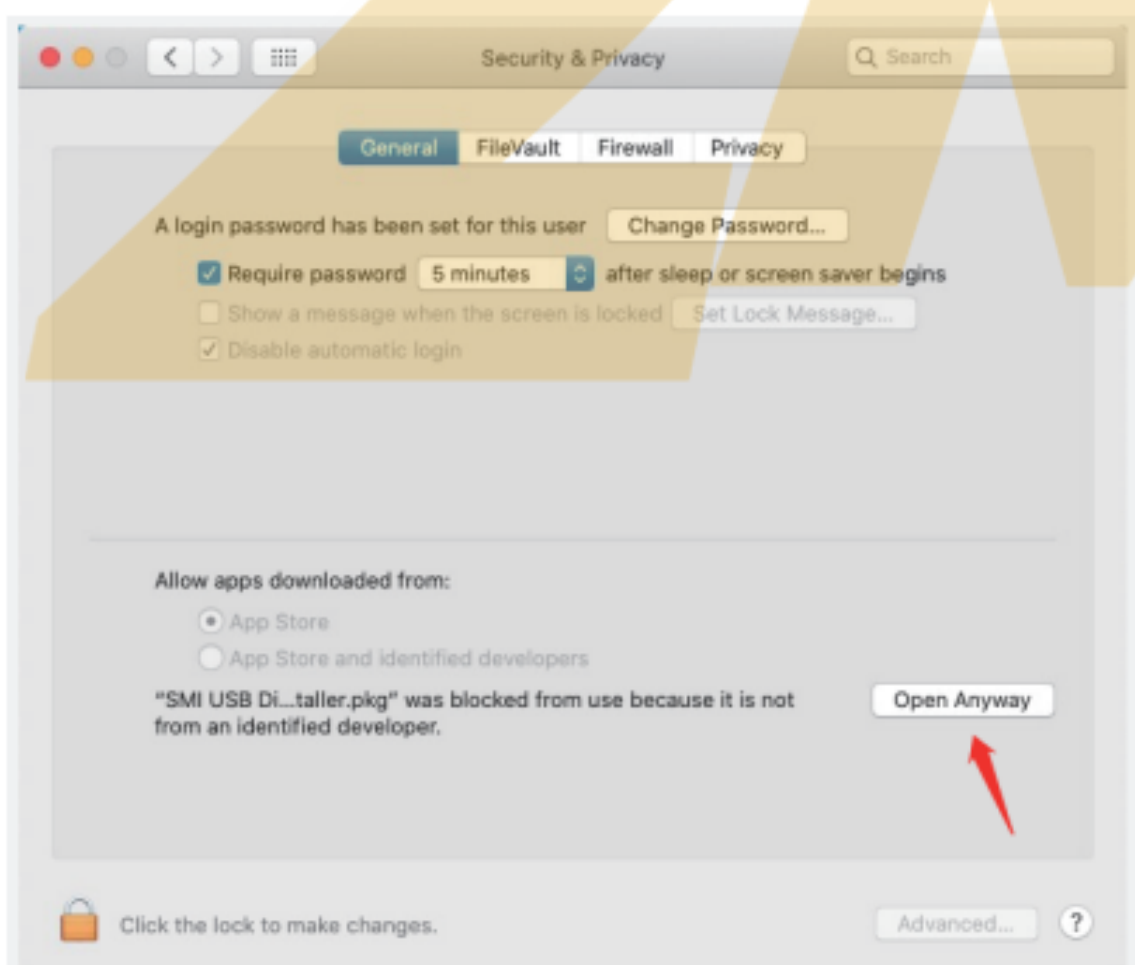 Security & Privacy
Search
General FileVault Firewall Privacy
A login password has been set for this user Change Password...
Require password 5 minutes after sleep or screen saver begins
Show a message when the screen is locked Set Lock Message...
Disable automatic login
Allow apps downloaded from:
App Store
App Store and identified developers
"SMI USB Di...taller.pkg" was blocked from use because it is not Open Anyway
from an identified developer.
Click the lock to make changes. Advanced... ?